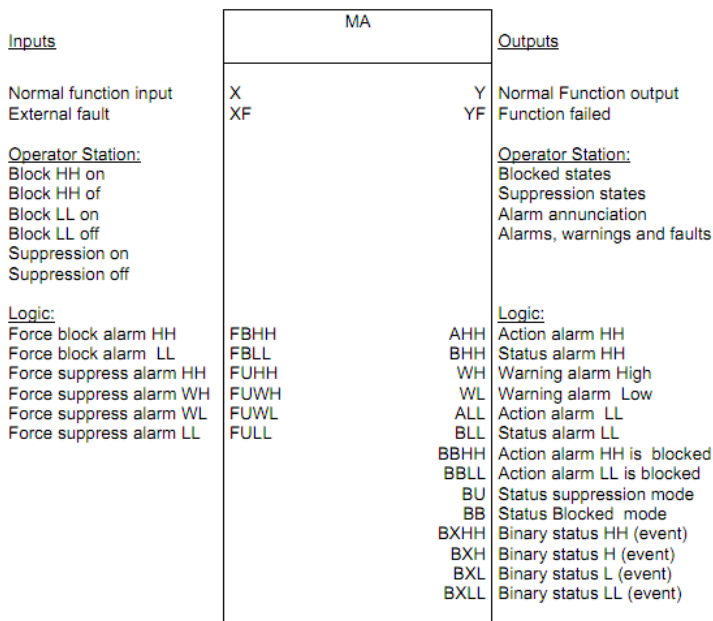 MA
Inputs
Outputs
Normal function input X Y Normal Function output
External fault XF YF Function failed
Operator Station: Operator Station:
Block HH on Blocked states
Block HH of Suppression states
Block LL on Alarm annunciation
Block LL off Alarms, warnings and faults
Suppression on
Suppression off
Logic: Logic:
Force block alarm HH FBHH AHH Action alarm HH
Force block alarm LL FBLL BHH Status alarm HH
Force suppress alarm HH FUHH WH Warning alarm High
Force suppress alarm WH FUWH WL Warning alarm Low
Force suppress alarm WL FUWL ALL Action alarm LL
Force suppress alarm LL FULL BLL Status alarm LL
BBHH Action alarm HH is blocked
BBLL Action alarm LL is blocked
BU Status suppression mode
BB Status Blocked mode
BXHH Binary status HH (event)
BXH Binary status H (event)
BXL Binary status L (event)
BXLL Binary status LL (event)